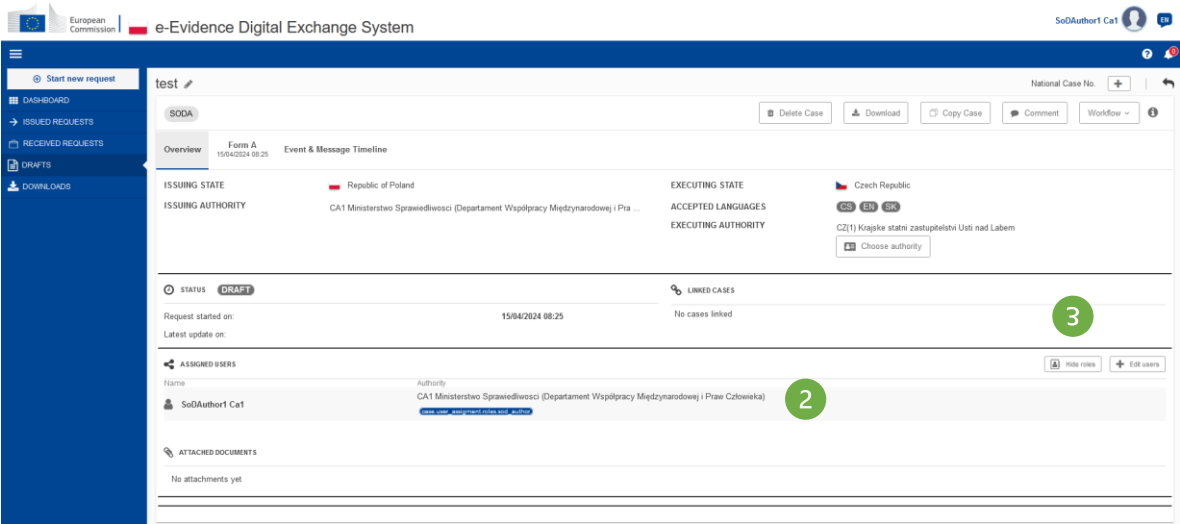 European
Commission
e-Evidence Digital Exchange System
SoDAuthor1 Ca1
EN
0
Start new request
DASHBOARD
ISSUED REQUESTS
RECEIVED REQUESTS
DRAFTS
DOWNLOADS
test
National Case No.
SODA
Delete Case
Download
Copy Case
Comment
Workflow
Overview
Form A
15/04/2024 08:25
Event & Message Timeline
ISSUING STATE
Republic of Poland
ISSUING AUTHORITY
CA1 Ministerstwo Sprawiedliwosci (Departament Współpracy Międzynarodowej i Pra ...
EXECUTING STATE
Czech Republic
ACCEPTED LANGUAGES
CS EN SK
EXECUTING AUTHORITY
CZ(1) Krajske statni zastupitelstvi Usti nad Labem
Choose authority
STATUS DRAFT
Request started on: 15/04/2024 08:25
Latest update on:
LINKED CASES
No cases linked
3
ASSIGNED USERS
Hide roles
Edit users
Name Authority
SoDAuthor1 Ca1
CA1 Ministerstwo Sprawiedliwosci (Departament Współpracy Międzynarodowej i Praw Człowieka)
case.user_assigment.roles.sod_author
2
ATTACHED DOCUMENTS
No attachments yet